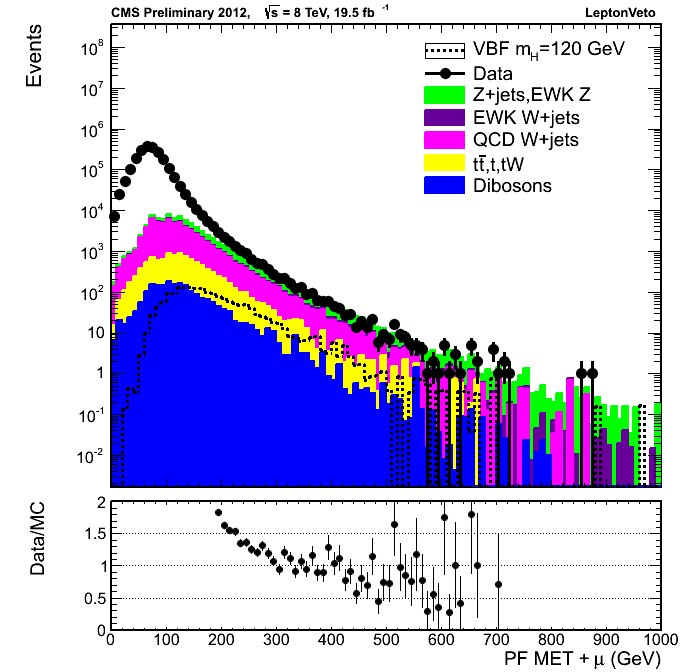 CMS Preliminary 2012, √s = 8 TeV, 19.5 fb⁻¹ LeptonVeto
Events
10⁸
10⁷
10⁶
10⁵
10⁴
10³
10²
10
1
10⁻¹
10⁻²
VBF m_H=120 GeV
Data
Z+jets,EWK Z
EWK W+jets
QCD W+jets
tt̄,t,tW
Dibosons
Data/MC
2
1.5
1
0.5
0
0 100 200 300 400 500 600 700 800 900 1000
PF MET + μ (GeV)